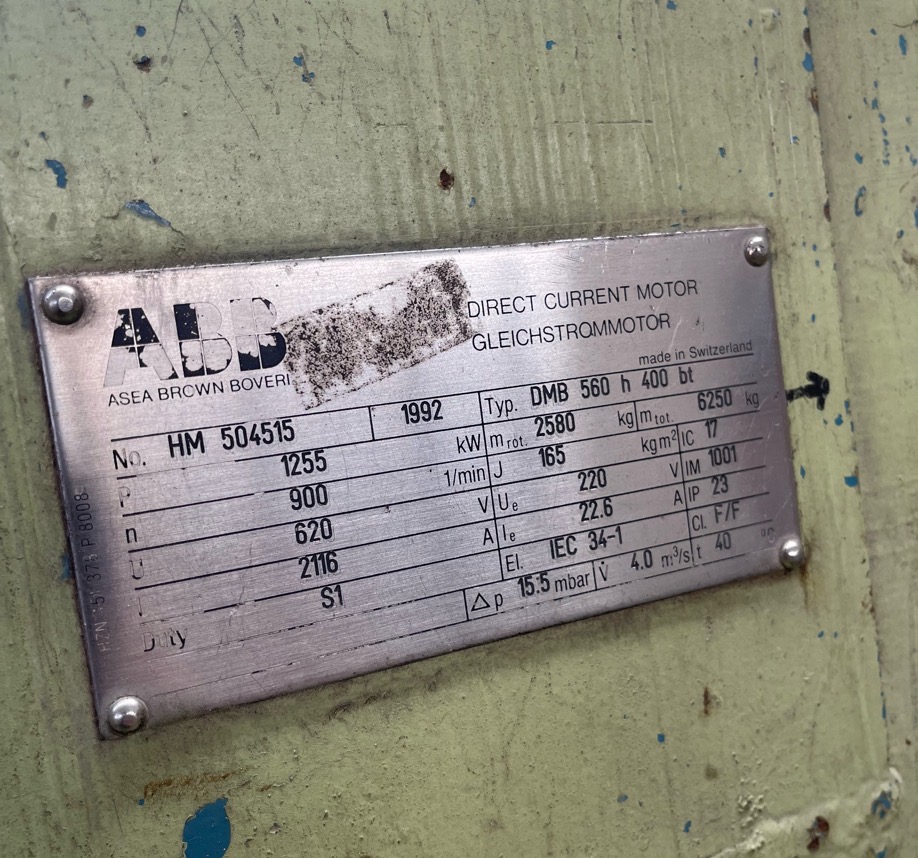 ABB
ASEA BROWN BOVERI
DIRECT CURRENT MOTOR
GLEICHSTROMMOTOR
made in Switzerland
No. HM 504515 1992 Typ. DMB 560 h 400 bt
P 1255 kW m rot. 2580 kg m tot. 6250 kg
n 900 1/min J 165 kgm² IC 17
U 620 V Ue 220 V IM 1001
2116 A Ie 22.6 A IP 23
Duty S1 El. IEC 34-1 Cl. F/F
Δp 15.5 mbar V̇ 4.0 m³/s t 40 °C
P 8008